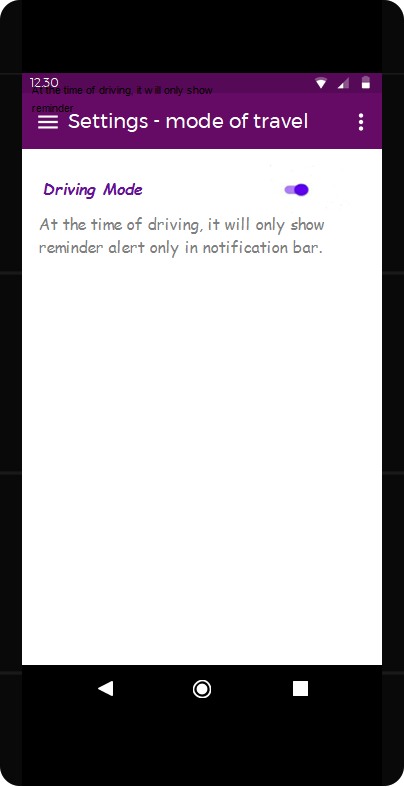 12.30
At the time of driving, it will only show
reminder
Settings - mode of travel
Driving Mode
At the time of driving, it will only show
reminder alert only in notification bar.